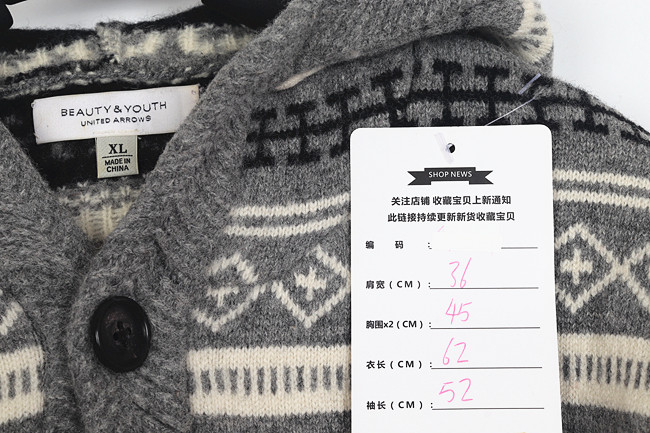 BEAUTY&YOUTH
UNITED ARROWS
XL
MADE IN
CHINA
SHOP NEWS
关注店铺 收藏宝贝上新通知
此链接持续更新新货收藏宝贝
编 码 :
肩宽(CM) : 36
胸围x2(CM) : 45
衣长(CM) : 62
袖长(CM) : 52